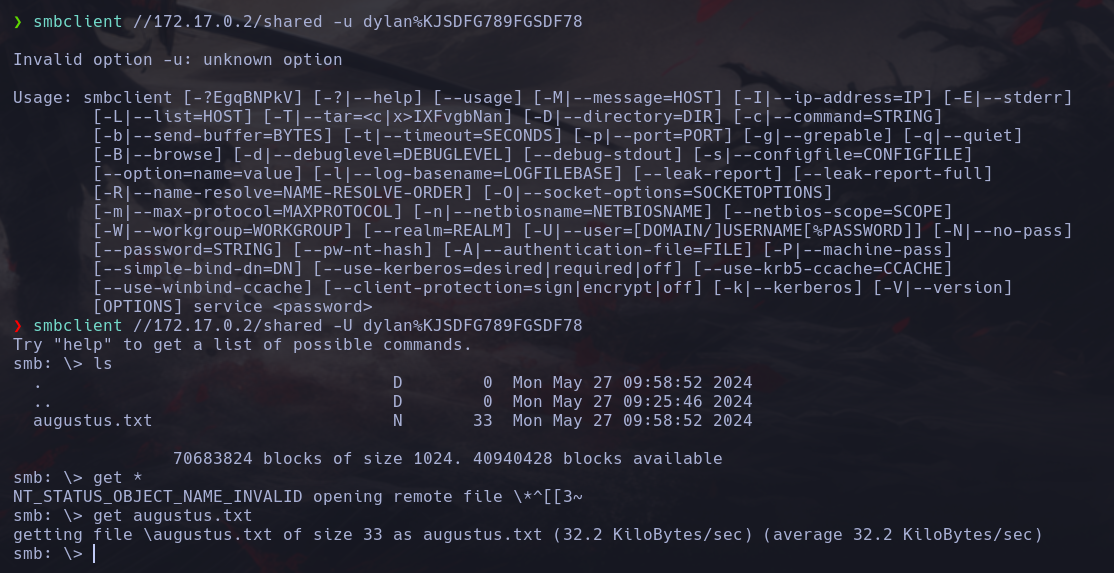 ❯ smbclient //172.17.0.2/shared -u dylan%KJSDFG789FGSDF78

Invalid option -u: unknown option

Usage: smbclient [-?EgqBNPkV] [-?|--help] [--usage] [-M|--message=HOST] [-I|--ip-address=IP] [-E|--stderr]
        [-L|--list=HOST] [-T|--tar=<c|x>IXFvgbNan] [-D|--directory=DIR] [-c|--command=STRING]
        [-b|--send-buffer=BYTES] [-t|--timeout=SECONDS] [-p|--port=PORT] [-g|--grepable] [-q|--quiet]
        [-B|--browse] [-d|--debuglevel=DEBUGLEVEL] [--debug-stdout] [-s|--configfile=CONFIGFILE]
        [--option=name=value] [-l|--log-basename=LOGFILEBASE] [--leak-report] [--leak-report-full]
        [-R|--name-resolve=NAME-RESOLVE-ORDER] [-O|--socket-options=SOCKETOPTIONS]
        [-m|--max-protocol=MAXPROTOCOL] [-n|--netbiosname=NETBIOSNAME] [--netbios-scope=SCOPE]
        [-W|--workgroup=WORKGROUP] [--realm=REALM] [-U|--user=[DOMAIN/]USERNAME[%PASSWORD]] [-N|--no-pass]
        [--password=STRING] [--pw-nt-hash] [-A|--authentication-file=FILE] [-P|--machine-pass]
        [--simple-bind-dn=DN] [--use-kerberos=desired|required|off] [--use-krb5-ccache=CCACHE]
        [--use-winbind-ccache] [--client-protection=sign|encrypt|off] [-k|--kerberos] [-V|--version]
        [OPTIONS] service <password>
❯ smbclient //172.17.0.2/shared -U dylan%KJSDFG789FGSDF78
Try "help" to get a list of possible commands.
smb: \> ls
  .                                   D        0  Mon May 27 09:58:52 2024
  ..                                  D        0  Mon May 27 09:25:46 2024
  augustus.txt                        N       33  Mon May 27 09:58:52 2024

                70683824 blocks of size 1024. 40940428 blocks available
smb: \> get *
NT_STATUS_OBJECT_NAME_INVALID opening remote file \*^[[3~
smb: \> get augustus.txt
getting file \augustus.txt of size 33 as augustus.txt (32.2 KiloBytes/sec) (average 32.2 KiloBytes/sec)
smb: \>